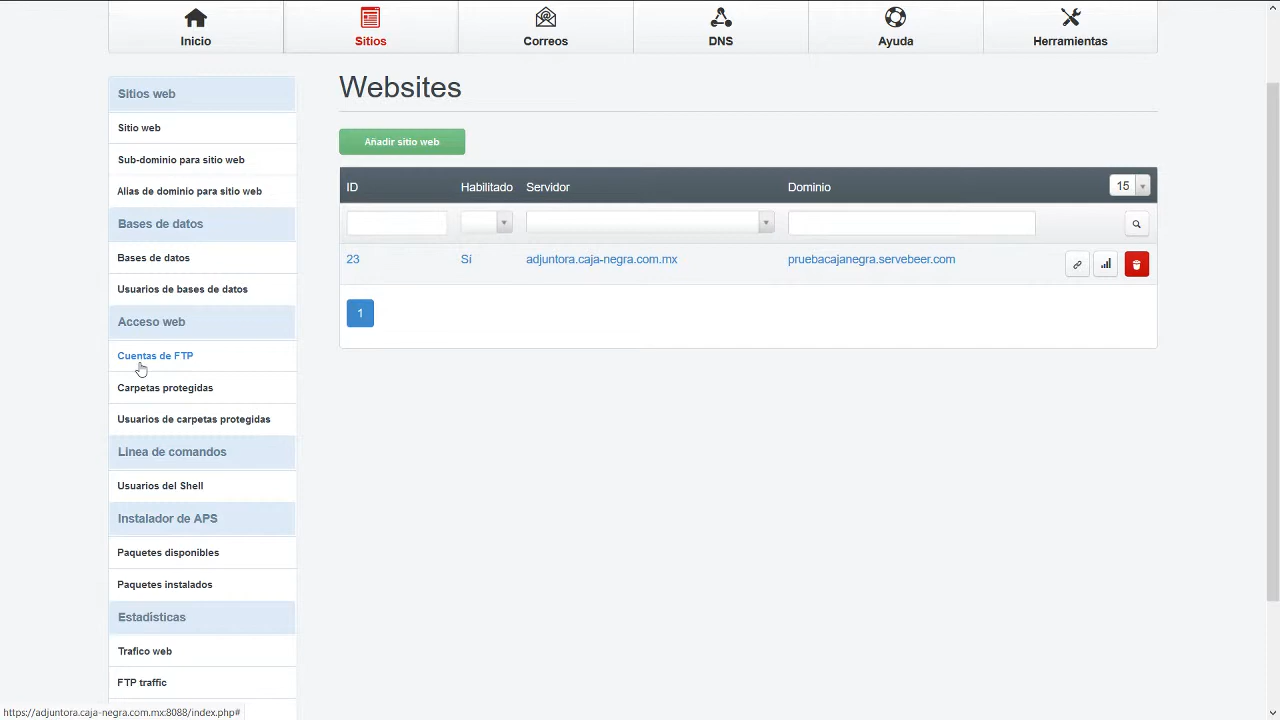 Inicio
Sitios
Correos
DNS
Ayuda
Herramientas
Sitios web
Sitio web
Sub-dominio para sitio web
Alias de dominio para sitio web
Bases de datos
Bases de datos
Usuarios de bases de datos
Acceso web
Cuentas de FTP
Carpetas protegidas
Usuarios de carpetas protegidas
Linea de comandos
Usuarios del Shell
Instalador de APS
Paquetes disponibles
Paquetes instalados
Estadísticas
Trafico web
FTP traffic
Websites
Añadir sitio web
ID Habilitado Servidor Dominio 15
23 Sí adjuntora.caja-negra.com.mx pruebacajanegra.servebeer.com
1
https://adjuntora.caja-negra.com.mx:8088/index.php#